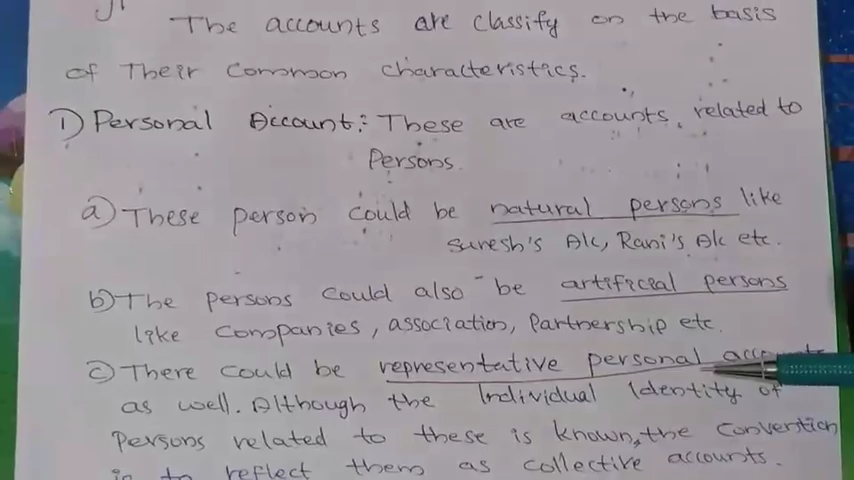 The accounts are classify on the basis
of Their common characteristics.
1) Personal Account: These are accounts related to
Persons.
a) These person could be natural persons like
Suresh's A/c, Rani's A/c etc.
b) The persons could also be artificial persons
like companies, association, Partnership etc.
c) There could be representative personal accounts
as well. Although the Individual Identity of
Persons related to these is known, the convention
is to reflect them as collective accounts.